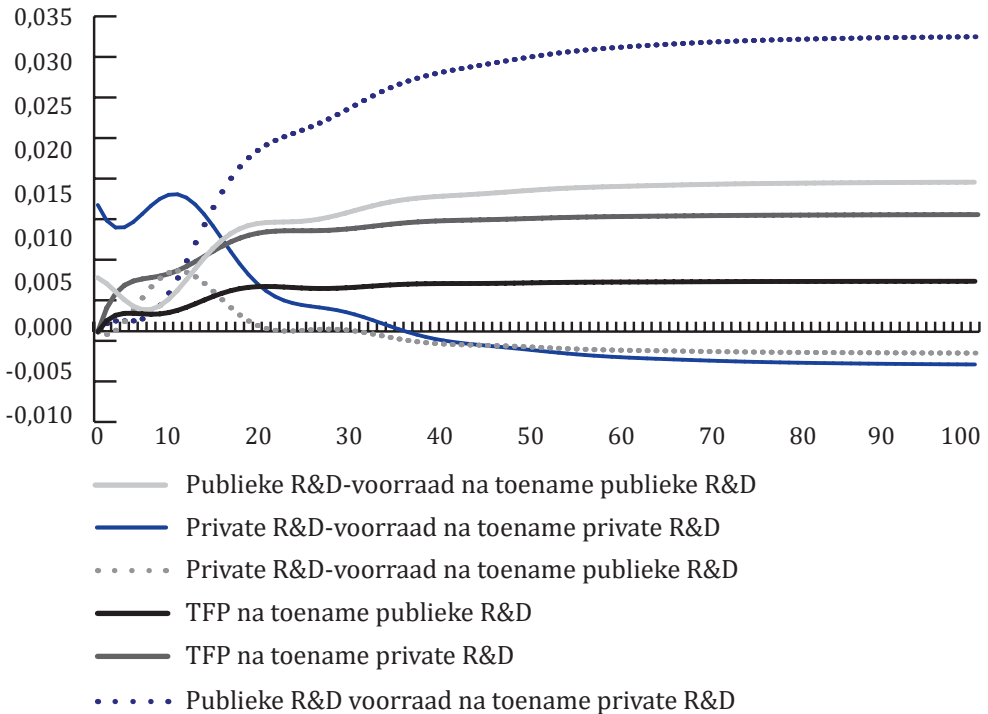 0,035
0,030
0,025
0,020
0,015
0,010
0,005
0,000
-0,005
-0,010
0 10 20 30 40 50 60 70 80 90 100
Publieke R&D-voorraad na toename publieke R&D
Private R&D-voorraad na toename private R&D
Private R&D-voorraad na toename publieke R&D
TFP na toename publieke R&D
TFP na toename private R&D
Publieke R&D voorraad na toename private R&D